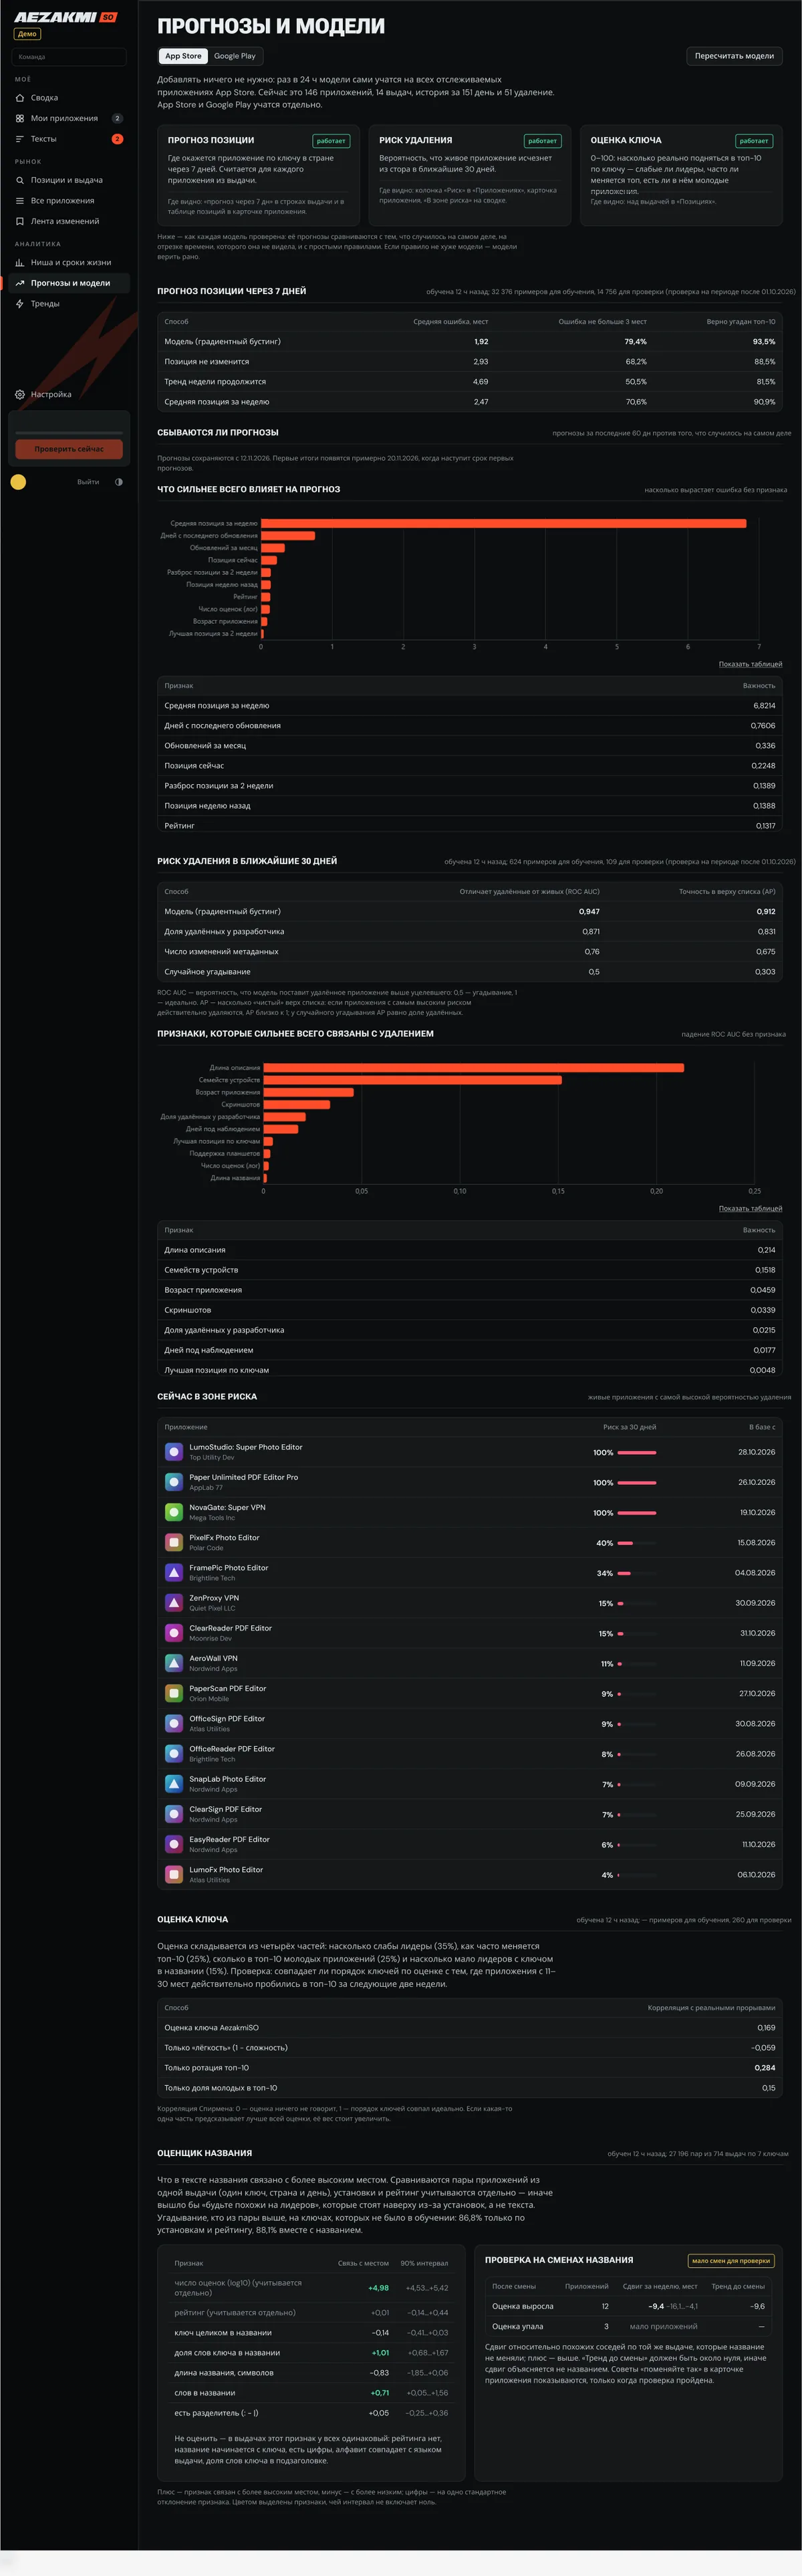 AEZAKMI SO
Демо
Команда
МОЁ
Сводка
Мои приложения 2
Тексты 2
РЫНОК
Позиции и выдача
Все приложения
Лента изменений
АНАЛИТИКА
Ниша и сроки жизни
Прогнозы и модели
Тренды
Настройка
Проверить сейчас
Выйти
ПРОГНОЗЫ И МОДЕЛИ
App Store Google Play Пересчитать модели
Добавлять ничего не нужно: раз в 24 ч модели сами учатся на всех отслеживаемых
приложениях App Store. Сейчас это 146 приложений, 14 выдач, история за 151 день и 51 удаление.
App Store и Google Play учатся отдельно.
ПРОГНОЗ ПОЗИЦИИ работает
Где окажется приложение по ключу в стране
через 7 дней. Считается для каждого
приложения из выдачи.
Где видно: «прогноз через 7 дн» в строках выдачи и в
таблице позиций в карточке приложения.
РИСК УДАЛЕНИЯ работает
Вероятность, что живое приложение исчезнет
из стора в ближайшие 30 дней.
Где видно: колонка «Риск» в «Приложениях», карточка
приложения, «В зоне риска» на сводке.
ОЦЕНКА КЛЮЧА работает
0–100: насколько реально подняться в топ-10
по ключу — слабые ли лидеры, часто ли
меняется топ, есть ли в нём молодые
приложения.
Где видно: над выдачей в «Позициях».
Ниже — как каждая модель проверена: её прогнозы сравниваются с тем, что случилось на самом деле, на
отрезке времени, которого она не видела, и с простыми правилами. Если правило не хуже модели — модели
верить рано.
ПРОГНОЗ ПОЗИЦИИ ЧЕРЕЗ 7 ДНЕЙ обучена 12 ч назад; 32 376 примеров для обучения, 14 756 для проверки (проверка на периоде после 01.10.2026)
Способ Средняя ошибка, мест Ошибка не больше 3 мест Верно угадан топ-10
Модель (градиентный бустинг) 1,92 79,4% 93,5%
Позиция не изменится 2,93 68,2% 88,5%
Тренд недели продолжится 4,69 50,5% 81,5%
Средняя позиция за неделю 2,47 70,6% 90,9%
СБЫВАЮТСЯ ЛИ ПРОГНОЗЫ прогнозы за последние 60 дн против того, что случилось на самом деле
Прогнозы сохраняются с 12.11.2026. Первые итоги появятся примерно 20.11.2026, когда наступит срок первых
прогнозов.
ЧТО СИЛЬНЕЕ ВСЕГО ВЛИЯЕТ НА ПРОГНОЗ насколько вырастает ошибка без признака
Средняя позиция за неделю
Дней с последнего обновления
Обновлений за месяц
Позиция сейчас
Разброс позиции за 2 недели
Позиция неделю назад
Рейтинг
Число оценок (лог)
Возраст приложения
Лучшая позиция за 2 недели
0 1 2 3 4 5 6 7
Показать таблицей
Признак Важность
Средняя позиция за неделю 6,8214
Дней с последнего обновления 0,7606
Обновлений за месяц 0,336
Позиция сейчас 0,2248
Разброс позиции за 2 недели 0,1389
Позиция неделю назад 0,1388
Рейтинг 0,1317
РИСК УДАЛЕНИЯ В БЛИЖАЙШИЕ 30 ДНЕЙ обучена 12 ч назад; 624 примеров для обучения, 109 для проверки (проверка на периоде после 01.10.2026)
Способ Отличает удалённые от живых (ROC AUC) Точность в верху списка (AP)
Модель (градиентный бустинг) 0,947 0,912
Доля удалённых у разработчика 0,871 0,831
Число изменений метаданных 0,76 0,675
Случайное угадывание 0,5 0,303
ROC AUC — вероятность, что модель поставит удалённое приложение выше уцелевшего: 0,5 — угадывание, 1
— идеально. AP — насколько «чистый» верх списка: если приложения с самым высоким риском
действительно удаляются, AP близко к 1; у случайного угадывания AP равно доле удалённых.
ПРИЗНАКИ, КОТОРЫЕ СИЛЬНЕЕ ВСЕГО СВЯЗАНЫ С УДАЛЕНИЕМ падение ROC AUC без признака
Длина описания
Семейств устройств
Возраст приложения
Скриншотов
Доля удалённых у разработчика
Дней под наблюдением
Лучшая позиция по ключам
Поддержка планшетов
Число оценок (лог)
Длина названия
0 0,05 0,10 0,15 0,20 0,25
Показать таблицей
Признак Важность
Длина описания 0,214
Семейств устройств 0,1518
Возраст приложения 0,0459
Скриншотов 0,0339
Доля удалённых у разработчика 0,0215
Дней под наблюдением 0,0177
Лучшая позиция по ключам 0,0048
СЕЙЧАС В ЗОНЕ РИСКА живые приложения с самой высокой вероятностью удаления
Приложение Риск за 30 дней В базе с
LumoStudio: Super Photo Editor
Top Utility Dev
100% 28.10.2026
Paper Unlimited PDF Editor Pro
AppLab 77
100% 26.10.2026
NovaGate: Super VPN
Mega Tools Inc
100% 19.10.2026
PixelFx Photo Editor
Polar Code
40% 15.08.2026
FramePic Photo Editor
Brightline Tech
34% 04.08.2026
ZenProxy VPN
Quiet Pixel LLC
15% 30.09.2026
ClearReader PDF Editor
Moonrise Dev
15% 31.10.2026
AeroWall VPN
Nordwind Apps
11% 11.09.2026
PaperScan PDF Editor
Orion Mobile
9% 27.10.2026
OfficeSign PDF Editor
Atlas Utilities
9% 30.08.2026
OfficeReader PDF Editor
Brightline Tech
8% 26.08.2026
SnapLab Photo Editor
Nordwind Apps
7% 09.09.2026
ClearSign PDF Editor
Nordwind Apps
7% 25.09.2026
EasyReader PDF Editor
Nordwind Apps
6% 11.10.2026
LumoFx Photo Editor
Atlas Utilities
4% 06.10.2026
ОЦЕНКА КЛЮЧА обучена 12 ч назад; — примеров для обучения, 260 для проверки
Оценка складывается из четырёх частей: насколько слабы лидеры (35%), как часто меняется
топ-10 (25%), сколько в топ-10 молодых приложений (25%) и насколько мало лидеров с ключом
в названии (15%). Проверка: совпадает ли порядок ключей по оценке с тем, где приложения с 11–
30 мест действительно пробились в топ-10 за следующие две недели.
Способ Корреляция с реальными прорывами
Оценка ключа AezakmiSO 0,169
Только «лёгкость» (1 − сложность) −0,059
Только ротация топ-10 0,284
Только доля молодых в топ-10 0,15
Корреляция Спирмена: 0 — оценка ничего не говорит, 1 — порядок ключей совпал идеально. Если какая-то
одна часть предсказывает лучше всей оценки, её вес стоит увеличить.
ОЦЕНЩИК НАЗВАНИЯ обучен 12 ч назад; 27 196 пар из 714 выдач по 7 ключам
Что в тексте названия связано с более высоким местом. Сравниваются пары приложений из
одной выдачи (один ключ, страна и день), установки и рейтинг учитываются отдельно — иначе
вышло бы «будьте похожи на лидеров», которые стоят наверху из-за установок, а не текста.
Угадывание, кто из пары выше, на ключах, которых не было в обучении: 86,8% только по
установкам и рейтингу, 88,1% вместе с названием.
Признак Связь с местом 90% интервал
число оценок (log10) (учитывается
отдельно) +4,98 +4,53…+5,42
рейтинг (учитывается отдельно) +0,01 −0,14…+0,44
ключ целиком в названии −0,14 −0,41…+0,03
доля слов ключа в названии +1,01 +0,68…+1,67
длина названия, символов −0,83 −1,85…+0,06
слов в названии +0,71 +0,05…+1,56
есть разделитель (: - |) +0,05 −0,25…+0,36
Не оценить — в выдачах этот признак у всех одинаковый: рейтинга нет,
название начинается с ключа, есть цифры, алфавит совпадает с языком
выдачи, доля слов ключа в подзаголовке.
ПРОВЕРКА НА СМЕНАХ НАЗВАНИЯ мало смен для проверки
После смены Приложений Сдвиг за неделю, мест Тренд до смены
Оценка выросла 12 −9,4 −16,1…−4,1 −9,6
Оценка упала 3 мало приложений —
Сдвиг относительно похожих соседей по той же выдаче, которые название
не меняли; плюс — выше. «Тренд до смены» должен быть около нуля, иначе
сдвиг объясняется не названием. Советы «поменяйте так» в карточке
приложения показываются, только когда проверка пройдена.
Плюс — признак связан с более высоким местом, минус — с более низким; цифры — на одно стандартное
отклонение признака. Цветом выделены признаки, чей интервал не включает ноль.